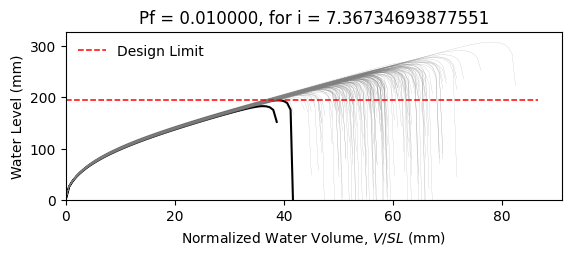 Pf = 0.010000, for i = 7.36734693877551
Design Limit
Water Level (mm)
300
200
100
0
0 20 40 60 80
Normalized Water Volume, V/SL (mm)